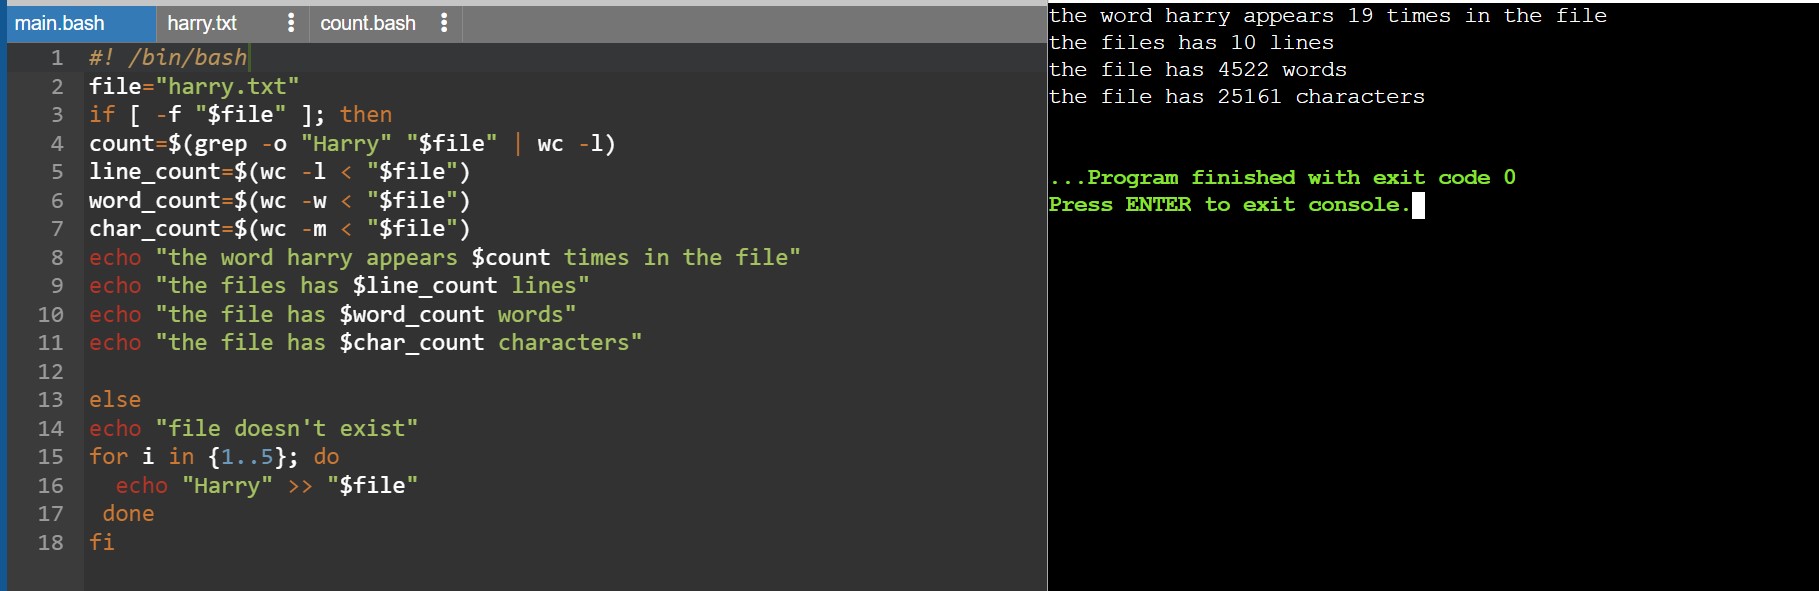 main.bash harry.txt count.bash
1 #! /bin/bash
2 file="harry.txt"
3 if [ -f "$file" ]; then
4 count=$(grep -o "Harry" "$file" | wc -l)
5 line_count=$(wc -l < "$file")
6 word_count=$(wc -w < "$file")
7 char_count=$(wc -m < "$file")
8 echo "the word harry appears $count times in the file"
9 echo "the files has $line_count lines"
10 echo "the file has $word_count words"
11 echo "the file has $char_count characters"
12
13 else
14 echo "file doesn't exist"
15 for i in {1..5}; do
16   echo "Harry" >> "$file"
17  done
18 fi
the word harry appears 19 times in the file
the files has 10 lines
the file has 4522 words
the file has 25161 characters
...Program finished with exit code 0
Press ENTER to exit console.